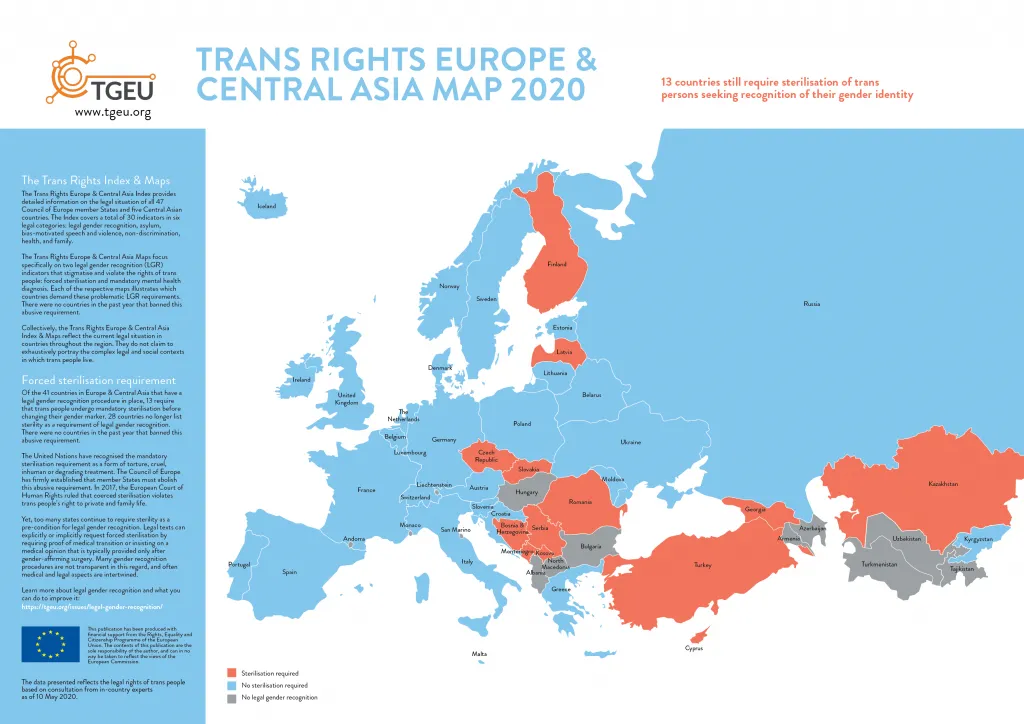 TGEU
www.tgeu.org
TRANS RIGHTS EUROPE &
CENTRAL ASIA MAP 2020
13 countries still require sterilisation of trans
persons seeking recognition of their gender identity
The Trans Rights Index & Maps
The Trans Rights Europe & Central Asia Index provides
detailed information on the legal situation of all 47
Council of Europe member States and five Central Asian
countries. The Index covers a total of 30 indicators in six
legal categories: legal gender recognition, asylum,
bias-motivated speech and violence, non-discrimination,
health, and family.
The Trans Rights Europe & Central Asia Maps focus
specifically on two legal gender recognition (LGR)
indicators that stigmatise and violate the rights of trans
people: forced sterilisation and mandatory mental health
diagnosis. Each of the respective maps illustrates which
countries demand these problematic LGR requirements.
There were no countries in the past year that banned this
abusive requirement.
Collectively, the Trans Rights Europe & Central Asia
Index & Maps reflect the current legal situation in
countries throughout the region. They do not claim to
exhaustively portray the complex legal and social contexts
in which trans people live.
Forced sterilisation requirement
Of the 41 countries in Europe & Central Asia that have a
legal gender recognition procedure in place, 13 require
that trans people undergo mandatory sterilisation before
changing their gender marker. 28 countries no longer list
sterility as a requirement of legal gender recognition.
There were no countries in the past year that banned this
abusive requirement.
The United Nations have recognised the mandatory
sterilisation requirement as a form of torture, cruel,
inhuman or degrading treatment. The Council of Europe
has firmly established that member States must abolish
this abusive requirement. In 2017, the European Court of
Human Rights ruled that coerced sterilisation violates
trans people's right to private and family life.
Yet, too many states continue to require sterility as a
pre-condition for legal gender recognition. Legal texts can
explicitly or implicitly request forced sterilisation by
requiring proof of medical transition or insisting on a
medical opinion that is typically provided only after
gender-affirming surgery. Many gender recognition
procedures are not transparent in this regard, and often
medical and legal aspects are intertwined.
Learn more about legal gender recognition and what you
can do to improve it:
https://tgeu.org/issues/legal-gender-recognition/
This publication has been produced with
financial support from the Rights, Equality and
Citizenship Programme of the European
Union. The contents of this publication are the
sole responsibility of the author, and can in no
way be taken to reflect the views of the
European Commission.
The data presented reflects the legal rights of trans people
based on consultation from in-country experts
as of 10 May 2020.
Iceland
Finland
Norway
Sweden
Russia
Estonia
Latvia
Denmark
Lithuania
Ireland
United
Kingdom
Belarus
The
Netherlands
Poland
Belgium
Germany
Ukraine
Luxembourg
Czech
Republic
Slovakia
Kazakhstan
France
Liechtenstein
Austria
Moldova
Switzerland
Hungary
Romania
Slovenia
Croatia
Georgia
Monaco
San Marino
Bosnia &
Herzegovina
Serbia
Azerbaijan
Andorra
Armenia
Uzbekistan
Kyrgyzstan
Montenegro
Kosovo
Bulgaria
Italy
North
Macedonia
Albania
Portugal
Spain
Turkey
Turkmenistan
Tajikistan
Greece
Malta
Cyprus
Sterilisation required
No sterilisation required
No legal gender recognition